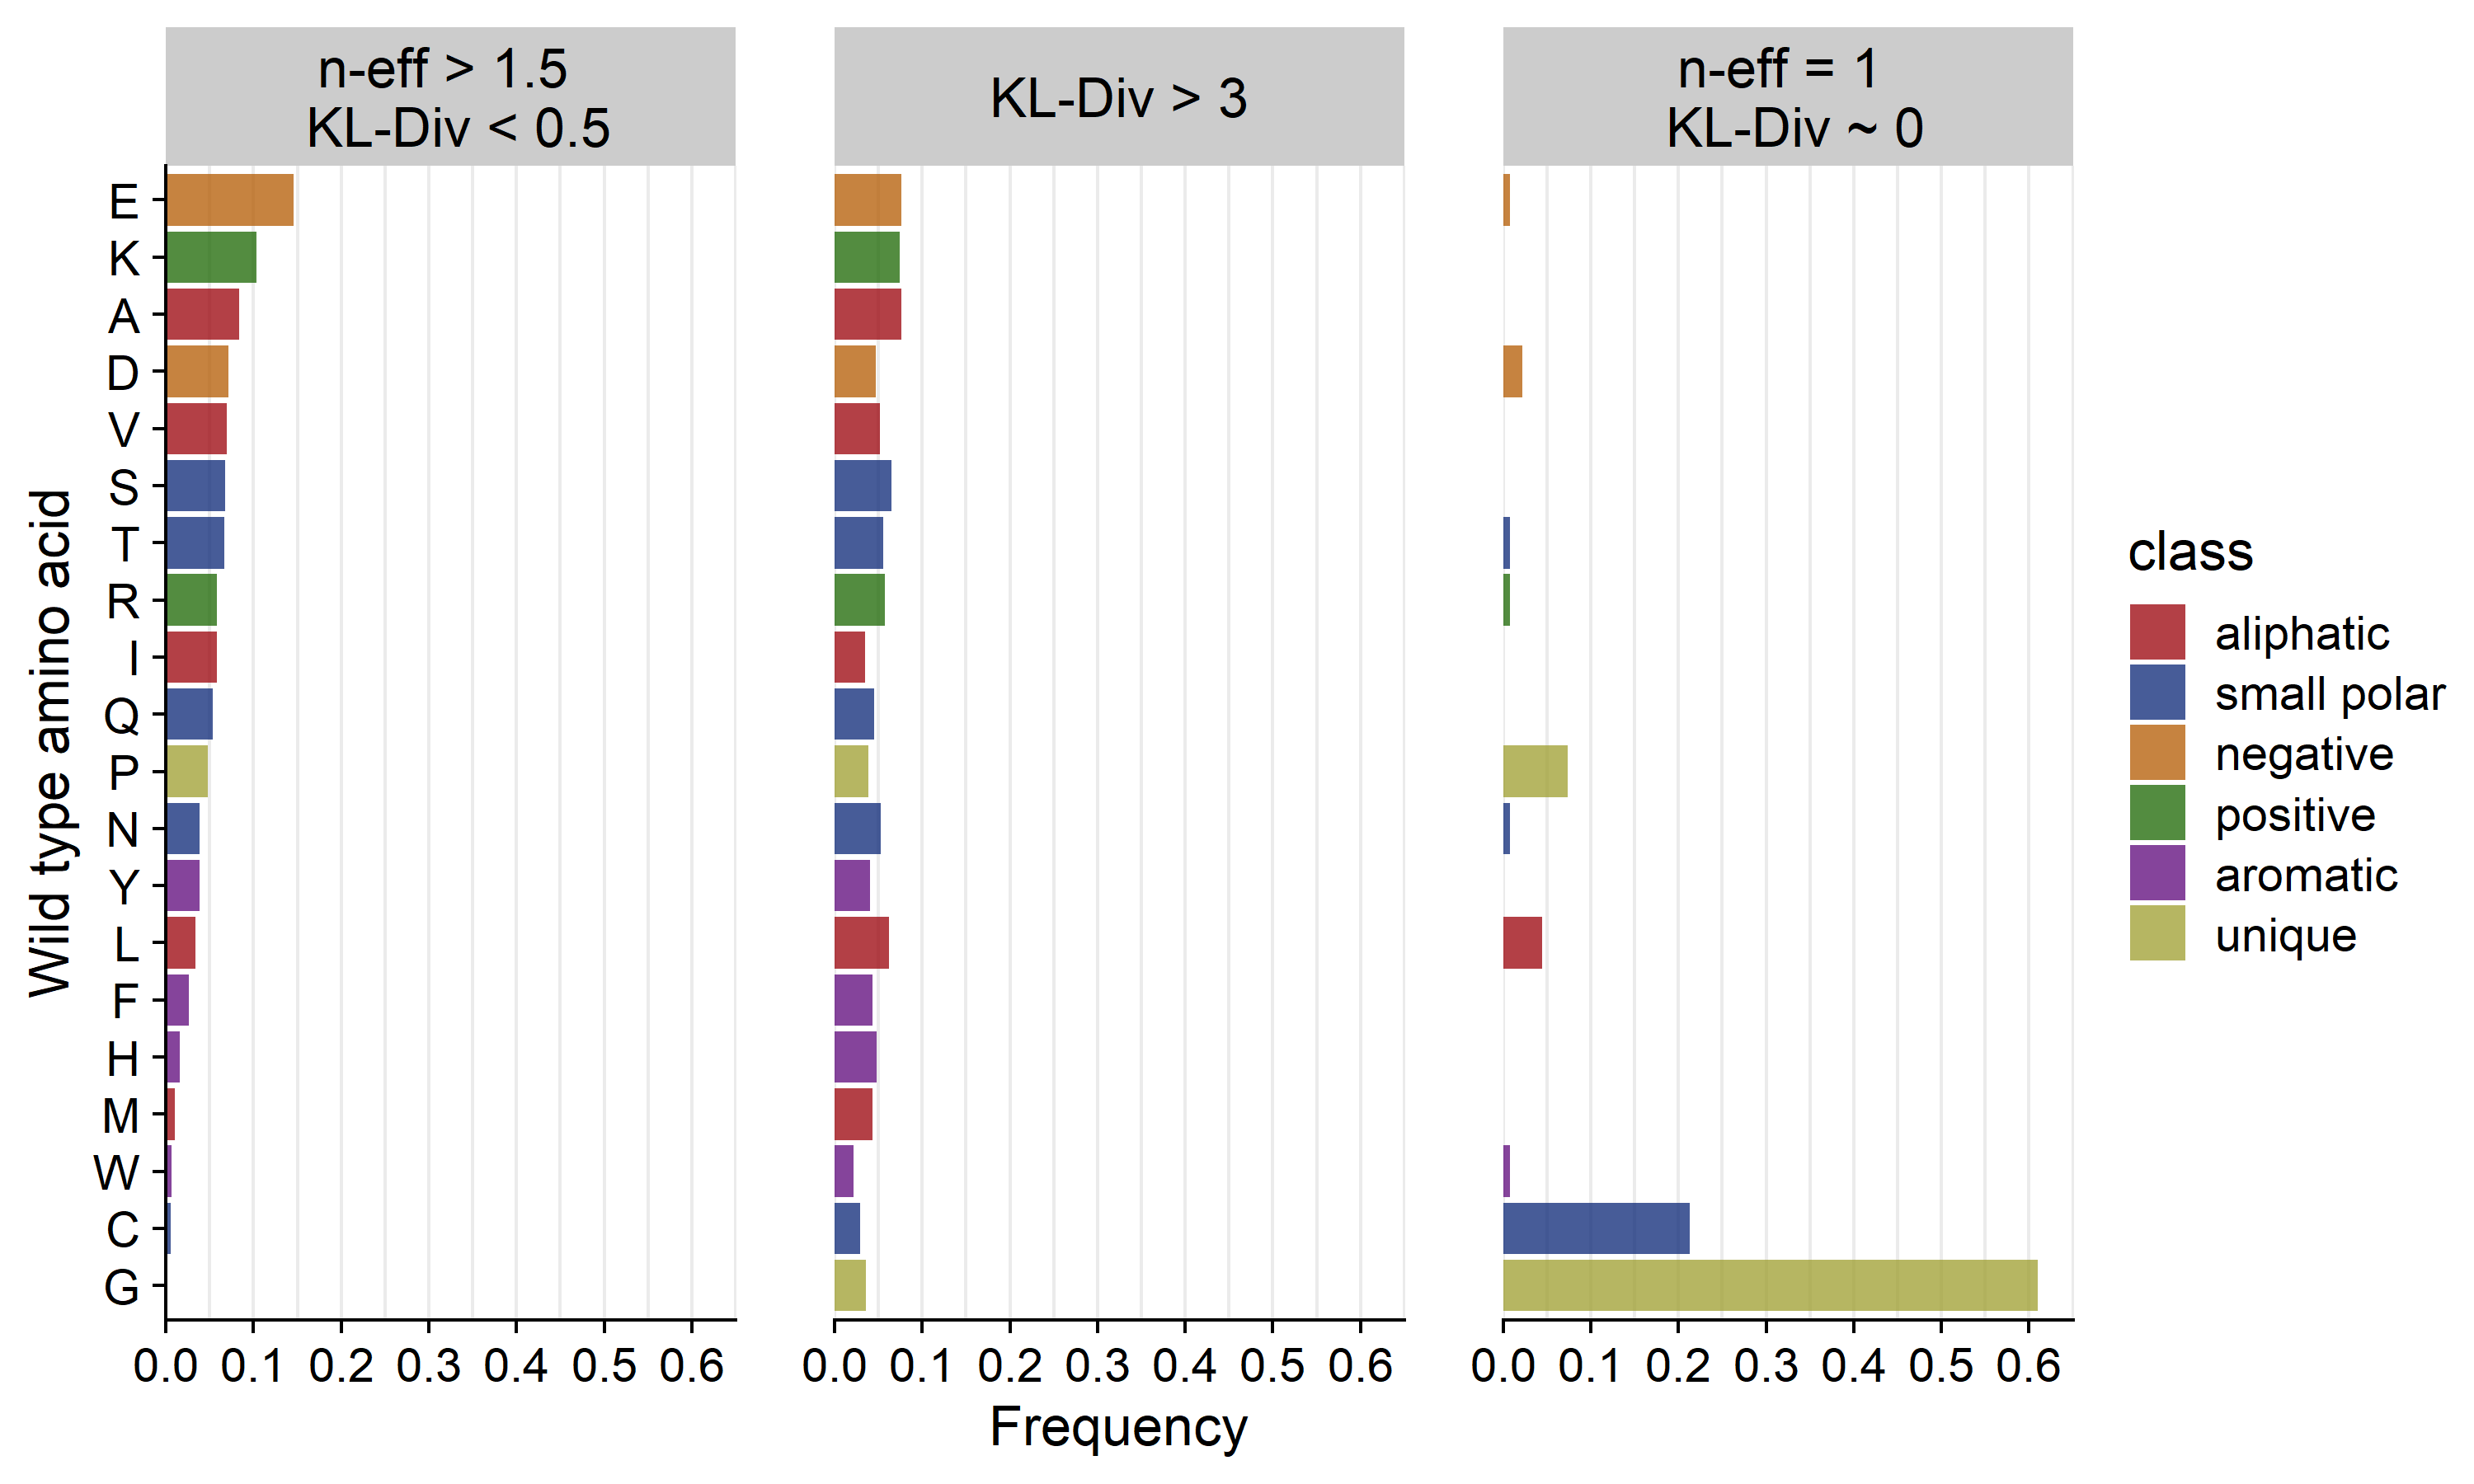 n-eff > 1.5
KL-Div < 0.5
KL-Div > 3
n-eff = 1
KL-Div ~ 0
Wild type amino acid
E
K
A
D
V
S
T
R
I
Q
P
N
Y
L
F
H
M
W
C
G
0.0 0.1 0.2 0.3 0.4 0.5 0.6
0.0 0.1 0.2 0.3 0.4 0.5 0.6
0.0 0.1 0.2 0.3 0.4 0.5 0.6
Frequency
class
aliphatic
small polar
negative
positive
aromatic
unique